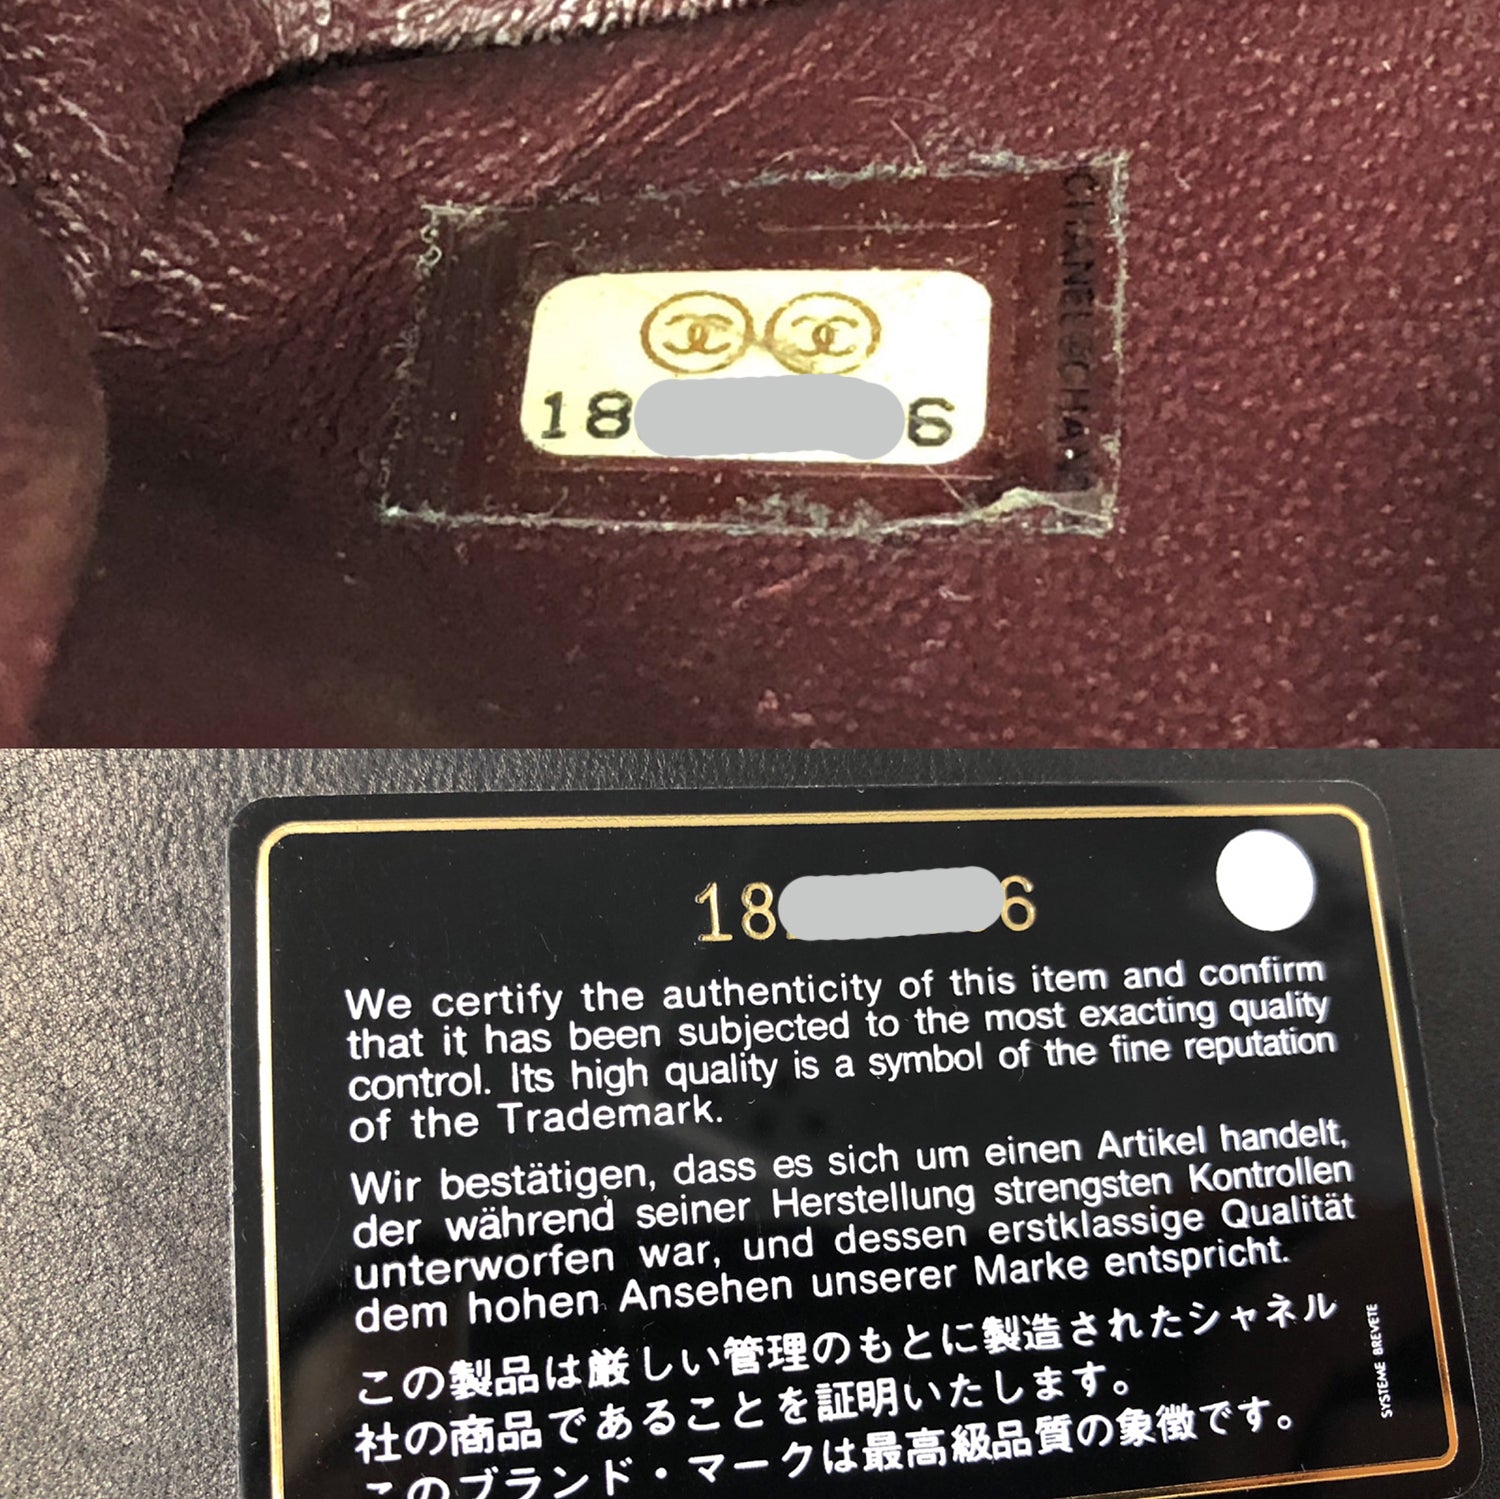 CHANEL CHAN
18 6
18 6
We certify the authenticity of this item and confirm
that it has been subjected to the most exacting quality
control. Its high quality is a symbol of the fine reputation
of the Trademark.
Wir bestätigen, dass es sich um einen Artikel handelt,
der während seiner Herstellung strengsten Kontrollen
unterworfen war, und dessen erstklassige Qualität
dem hohen Ansehen unserer Marke entspricht.
この製品は厳しい管理のもとに製造されたシャネル
社の商品であることを証明いたします。
このブランド・マークは最高級品質の象徴です。
SYSTEME BREVETE